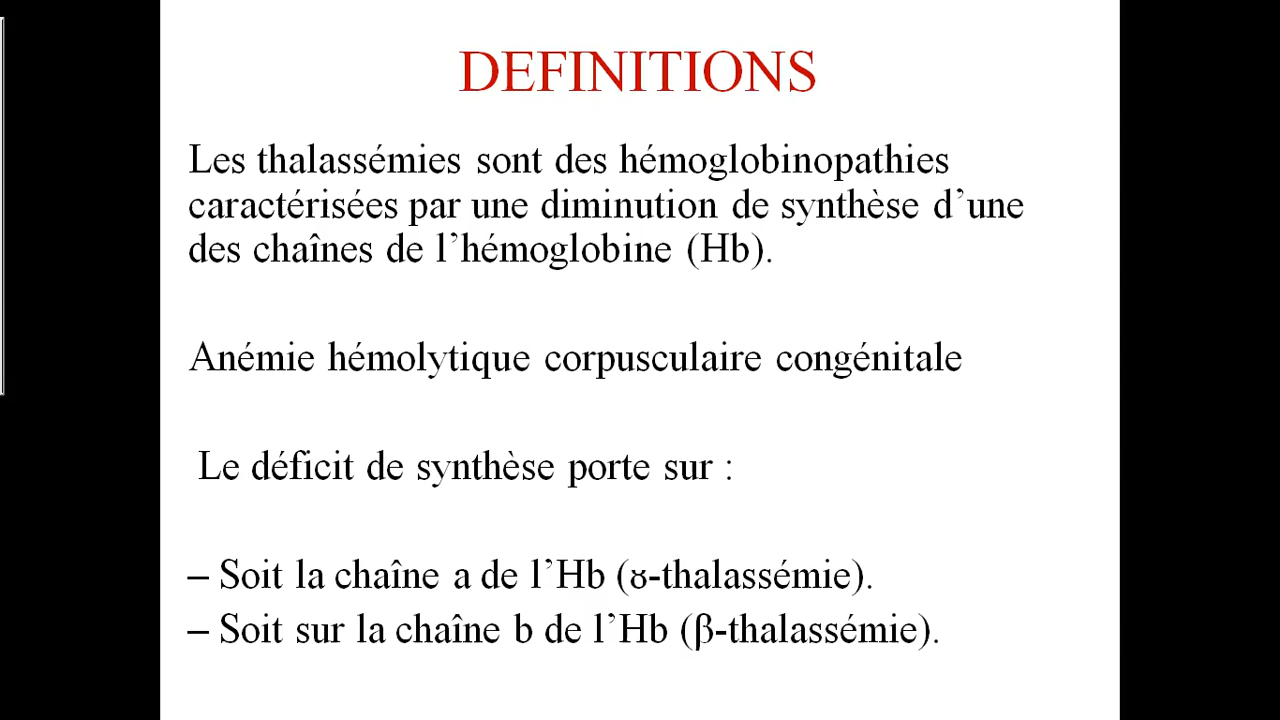 DEFINITIONS
Les thalassémies sont des hémoglobinopathies
caractérisées par une diminution de synthèse d’une
des chaînes de l’hémoglobine (Hb).
Anémie hémolytique corpusculaire congénitale
Le déficit de synthèse porte sur :
– Soit la chaîne a de l’Hb (ꝸ-thalassémie).
– Soit sur la chaîne b de l’Hb (β-thalassémie).